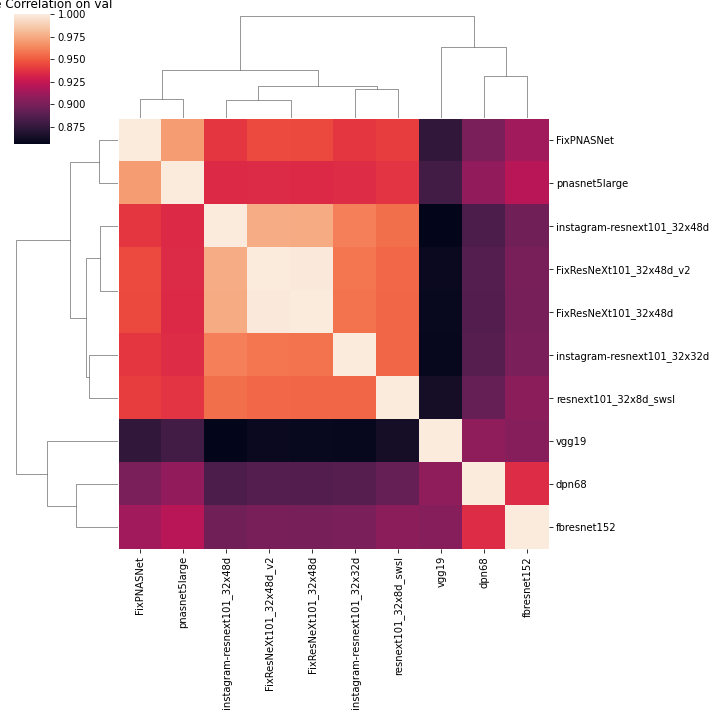 Correlation on val
1.000
0.975
0.950
0.925
0.900
0.875
FixPNASNet
pnasnet5large
instagram-resnext101_32x48d
FixResNeXt101_32x48d_v2
FixResNeXt101_32x48d
instagram-resnext101_32x32d
resnext101_32x8d_swsl
vgg19
dpn68
fbresnet152
FixPNASNet
pnasnet5large
instagram-resnext101_32x48d
FixResNeXt101_32x48d_v2
FixResNeXt101_32x48d
instagram-resnext101_32x32d
resnext101_32x8d_swsl
vgg19
dpn68
fbresnet152